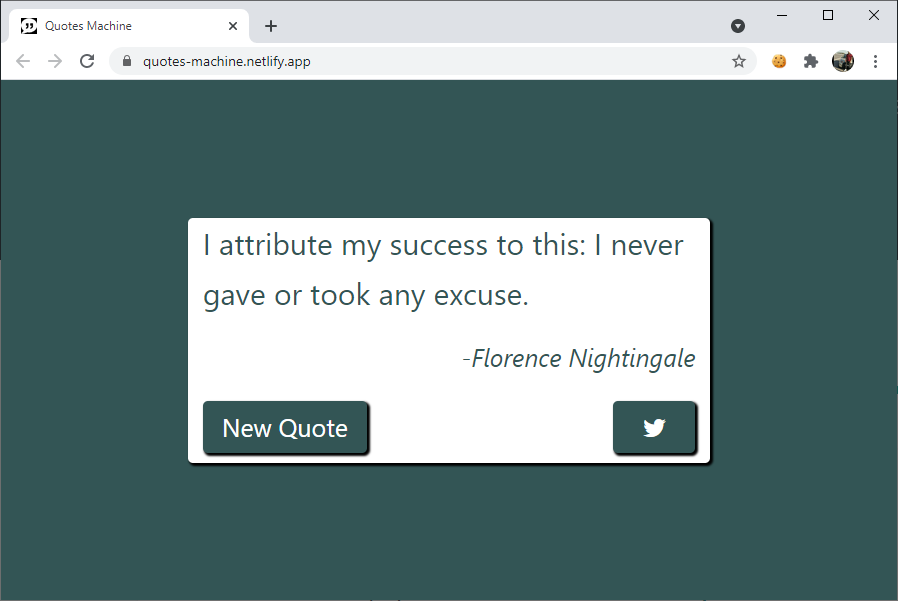 Quotes Machine
quotes-machine.netlify.app
I attribute my success to this: I never
gave or took any excuse.
-Florence Nightingale
New Quote